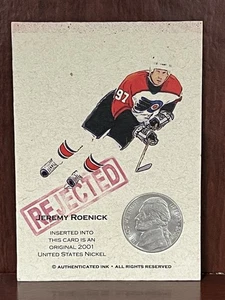 97
REJECTED
JEREMY ROENICK
INSERTED INTO
THIS CARD IS AN
ORIGINAL 2001
UNITED STATES NICKEL
© AUTHENTICATED INK • ALL RIGHTS RESERVED